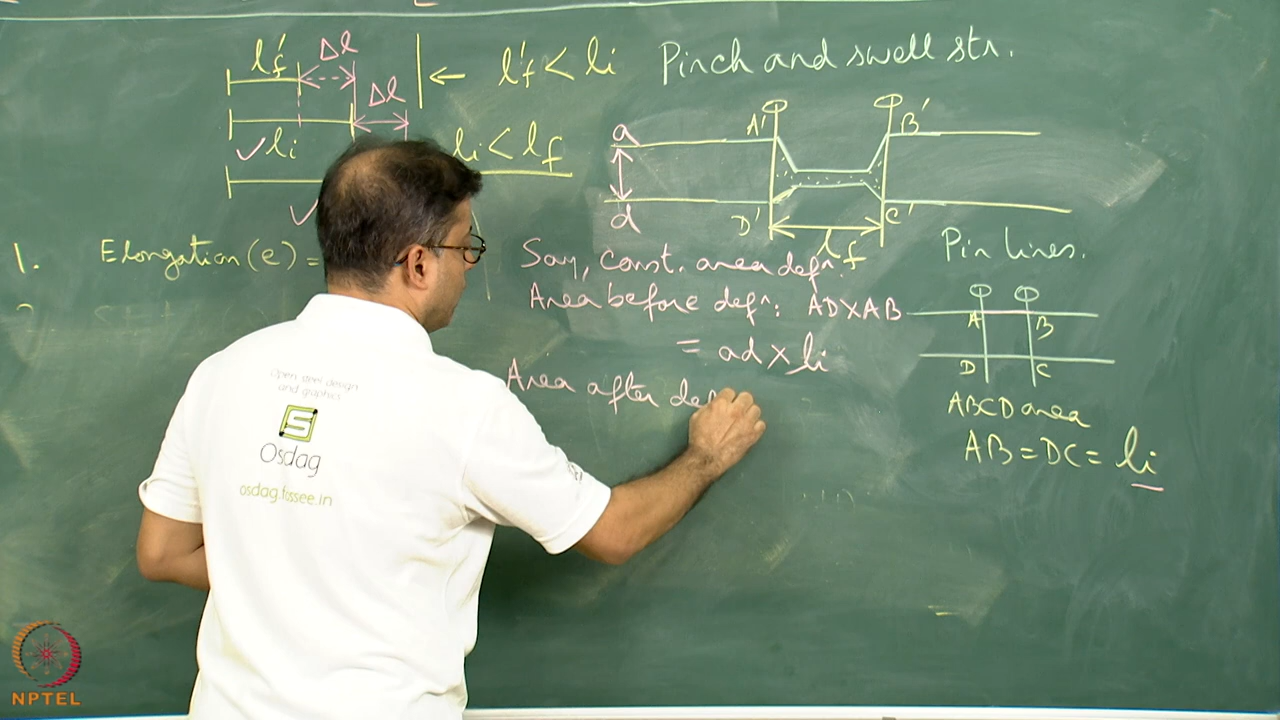 l'f Δl
← l'f < li
Δl
✓li
li < lf
✓
1. Elongation (e) =
Pinch and swell str.
A' B'
a
d
D' C'
lf
Say, Const. area defn.
Area before defn: AD×AB
= ad × li
Area after def
Pin lines.
A B
D C
ABCD area
AB = DC = li
Open steel design
and graphics
Osdag
osdag.fossee.in
NPTEL